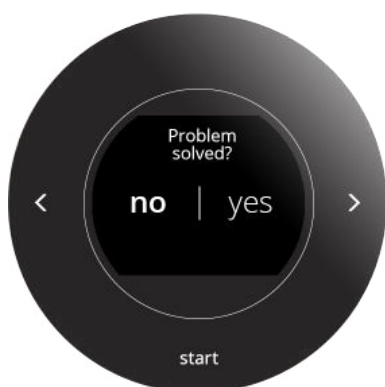 Problem
solved?
< no | yes >
start